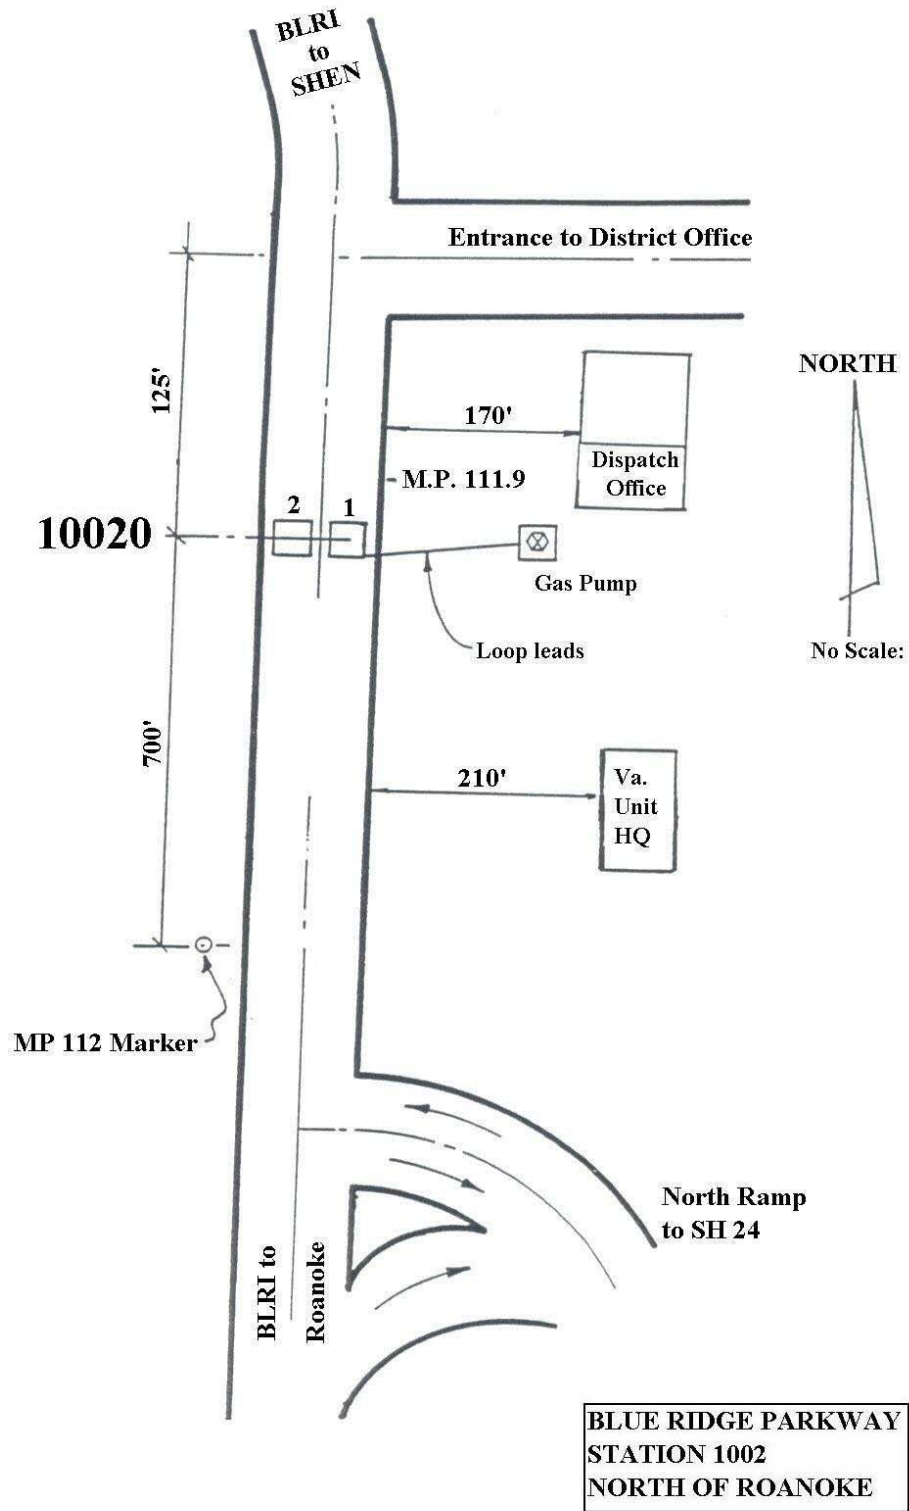 BLRI
to
SHEN
Entrance to District Office
125'
NORTH
170'
Dispatch
Office
M.P. 111.9
2
1
10020
Gas Pump
Loop leads
No Scale:
700'
210'
Va.
Unit
HQ
MP 112 Marker
North Ramp
to SH 24
BLRI to
Roanoke
BLUE RIDGE PARKWAY
STATION 1002
NORTH OF ROANOKE